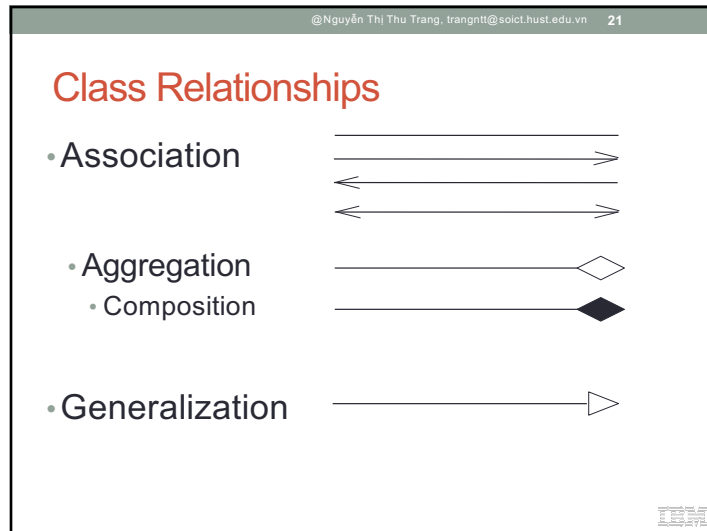 @Nguyễn Thị Thu Trang, trangntt@soict.hust.edu.vn 21
Class Relationships
• Association
• Aggregation
• Composition
• Generalization
IBM